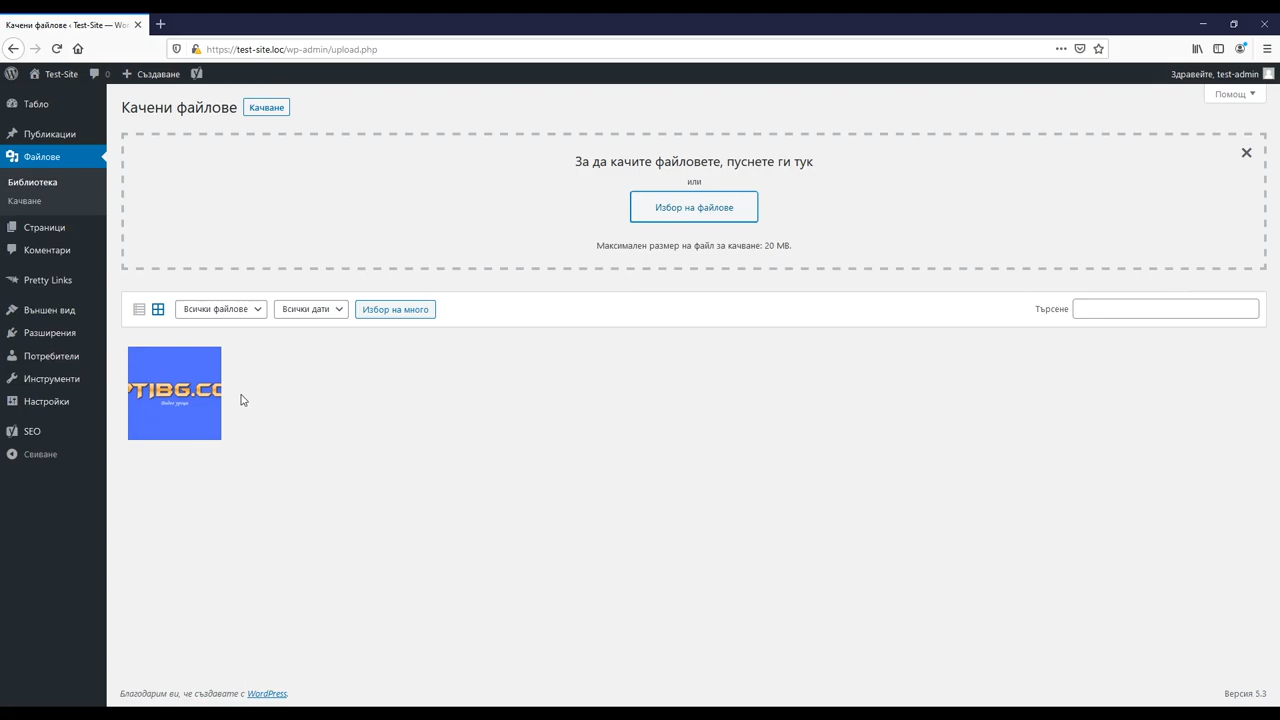 Качени файлове ‹ Test-Site — Wo
https://test-site.loc/wp-admin/upload.php
Test-Site 0 Създаване
Здравейте, test-admin
Помощ
Табло
Публикации
Файлове
Библиотека
Качване
Страници
Коментари
Pretty Links
Външен вид
Разширения
Потребители
Инструменти
Настройки
SEO
Свиване
Качени файлове Качване
За да качите файловете, пуснете ги тук
или
Избор на файлове
Максимален размер на файл за качване: 20 MB.
Всички файлове Всички дати Избор на много Търсене
PTIBG.CO
Благодарим ви, че създавате с WordPress.
Версия 5.3